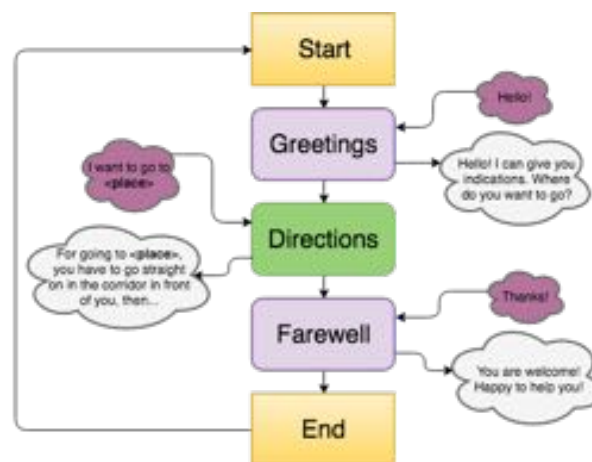 Start
Hello!
Greetings
Hello! I can give you
indications. Where
do you want to go?
I want to go to
<place>
Directions
For going to <place>,
you have to go straight
on in the corridor in front
of you, then...
Thanks!
Farewell
You are welcome!
Happy to help you!
End